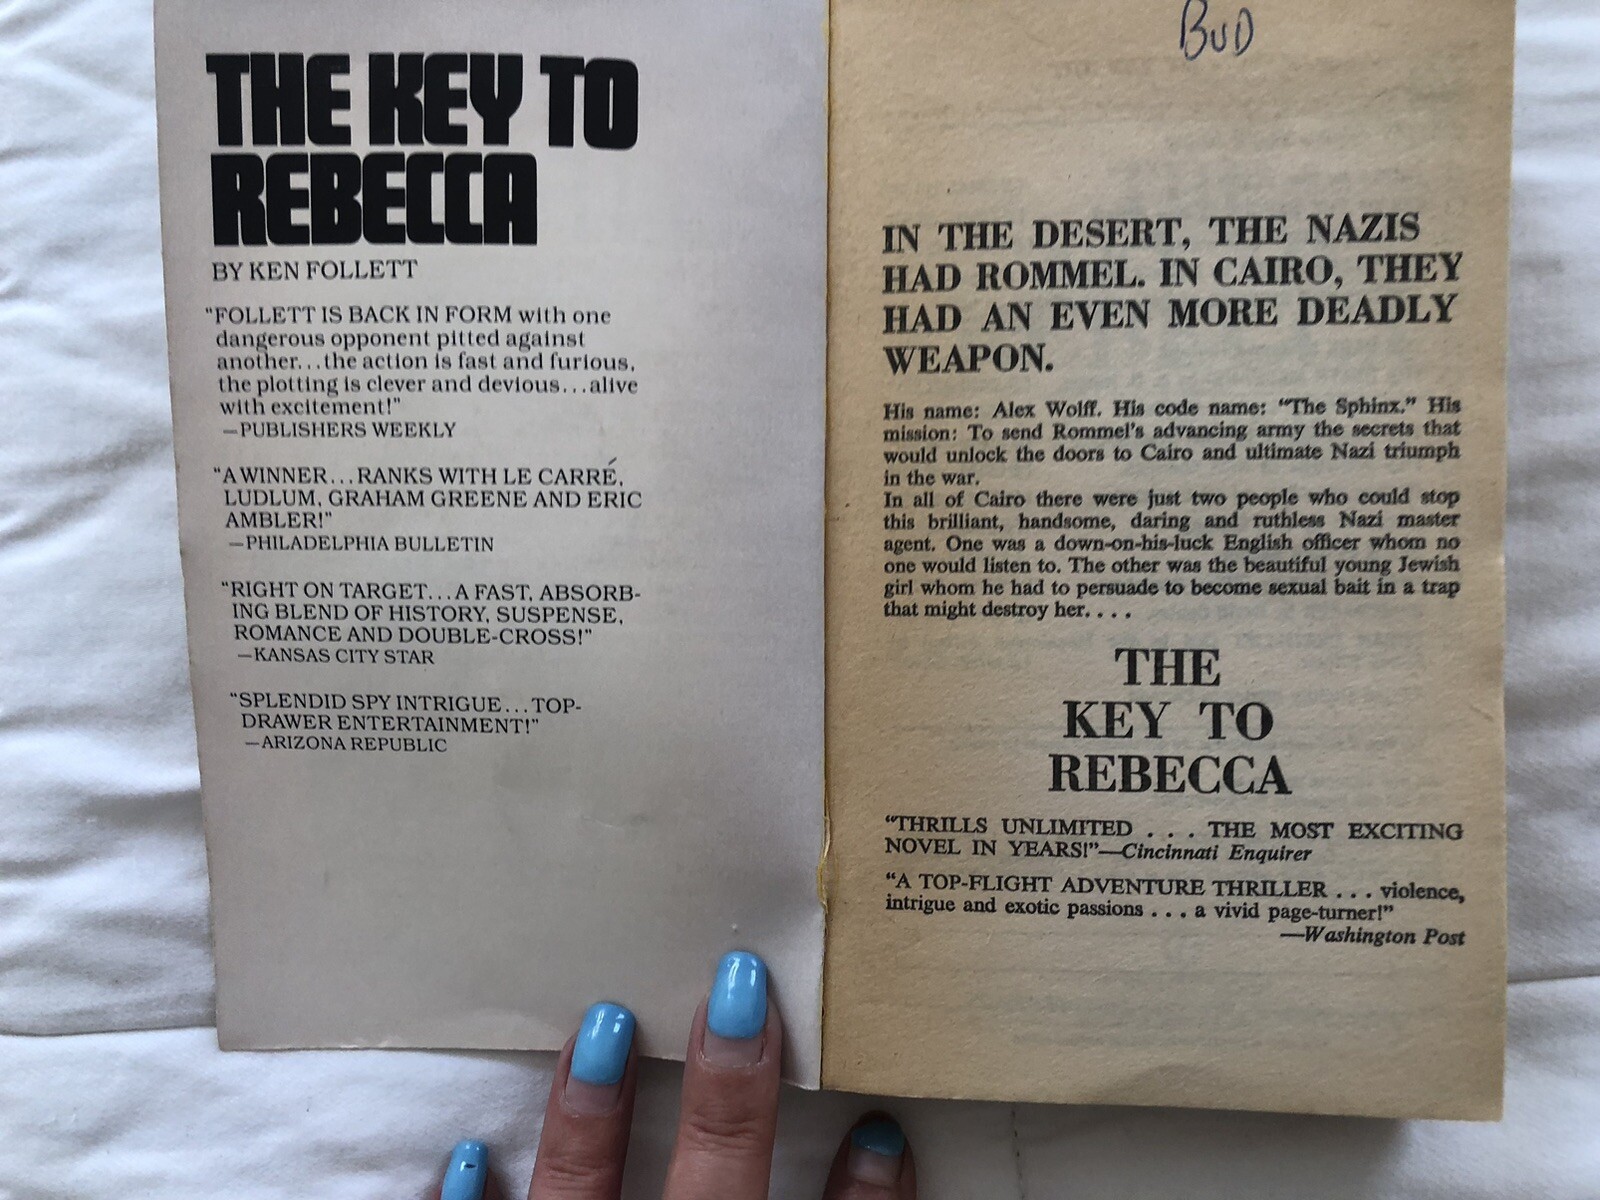 THE KEY TO
REBECCA
BY KEN FOLLETT
“FOLLETT IS BACK IN FORM with one
dangerous opponent pitted against
another...the action is fast and furious,
the plotting is clever and devious...alive
with excitement!”
—PUBLISHERS WEEKLY
“A WINNER...RANKS WITH LE CARRÉ,
LUDLUM, GRAHAM GREENE AND ERIC
AMBLER!”
—PHILADELPHIA BULLETIN
“RIGHT ON TARGET...A FAST, ABSORB-
ING BLEND OF HISTORY, SUSPENSE,
ROMANCE AND DOUBLE-CROSS!”
—KANSAS CITY STAR
“SPLENDID SPY INTRIGUE...TOP-
DRAWER ENTERTAINMENT!”
—ARIZONA REPUBLIC
BUD
IN THE DESERT, THE NAZIS
HAD ROMMEL. IN CAIRO, THEY
HAD AN EVEN MORE DEADLY
WEAPON.
His name: Alex Wolff. His code name: “The Sphinx.” His
mission: To send Rommel’s advancing army the secrets that
would unlock the doors to Cairo and ultimate Nazi triumph
in the war.
In all of Cairo there were just two people who could stop
this brilliant, handsome, daring and ruthless Nazi master
agent. One was a down-on-his-luck English officer whom no
one would listen to. The other was the beautiful young Jewish
girl whom he had to persuade to become sexual bait in a trap
that might destroy her. . . .
THE
KEY TO
REBECCA
“THRILLS UNLIMITED . . . THE MOST EXCITING
NOVEL IN YEARS!”—Cincinnati Enquirer
“A TOP-FLIGHT ADVENTURE THRILLER . . . violence,
intrigue and exotic passions . . . a vivid page-turner!”
—Washington Post